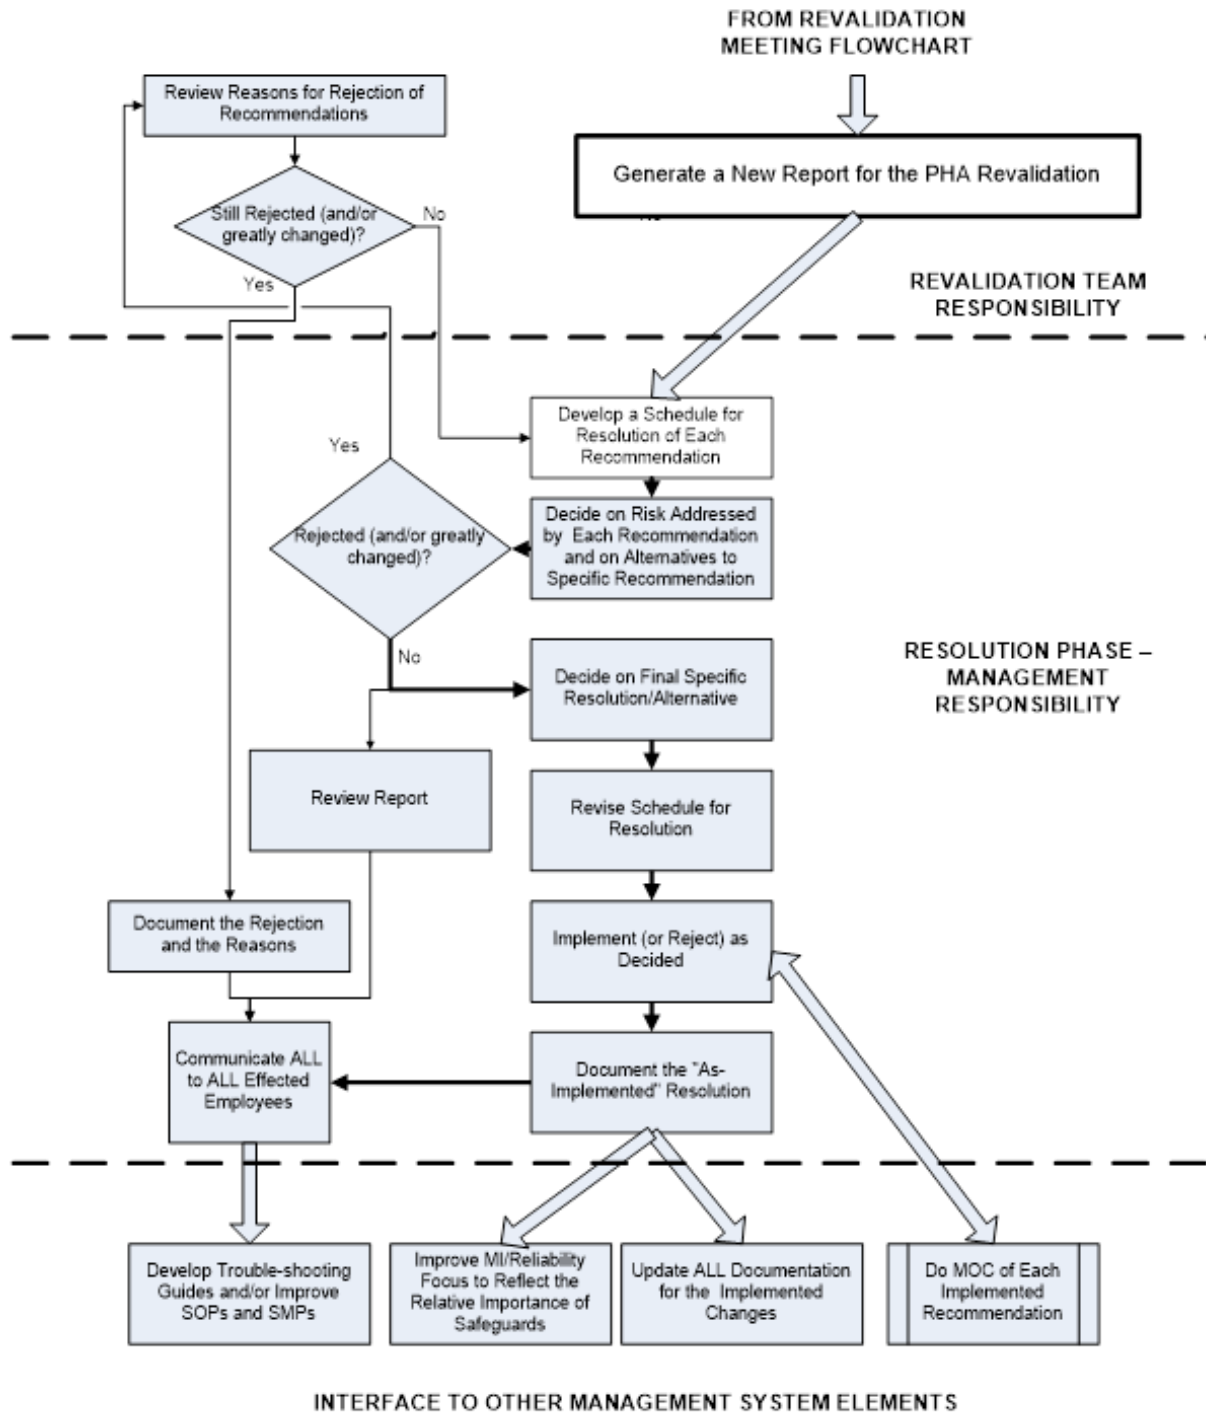 FROM REVALIDATION
MEETING FLOWCHART
Review Reasons for Rejection of
Recommendations
Generate a New Report for the PHA Revalidation
Still Rejected (and/or
greatly changed)?
No
Yes
REVALIDATION TEAM
RESPONSIBILITY
Develop a Schedule for
Resolution of Each
Recommendation
Yes
Rejected (and/or greatly
changed)?
Decide on Risk Addressed
by Each Recommendation
and on Alternatives to
Specific Recommendation
No
Decide on Final Specific
Resolution/Alternative
RESOLUTION PHASE –
MANAGEMENT
RESPONSIBILITY
Review Report
Revise Schedule for
Resolution
Document the Rejection
and the Reasons
Implement (or Reject) as
Decided
Communicate ALL
to ALL Effected
Employees
Document the "As-
Implemented" Resolution
Develop Trouble-shooting
Guides and/or Improve
SOPs and SMPs
Improve MI/Reliability
Focus to Reflect the
Relative Importance of
Safeguards
Update ALL Documentation
for the Implemented
Changes
Do MOC of Each
Implemented
Recommendation
INTERFACE TO OTHER MANAGEMENT SYSTEM ELEMENTS